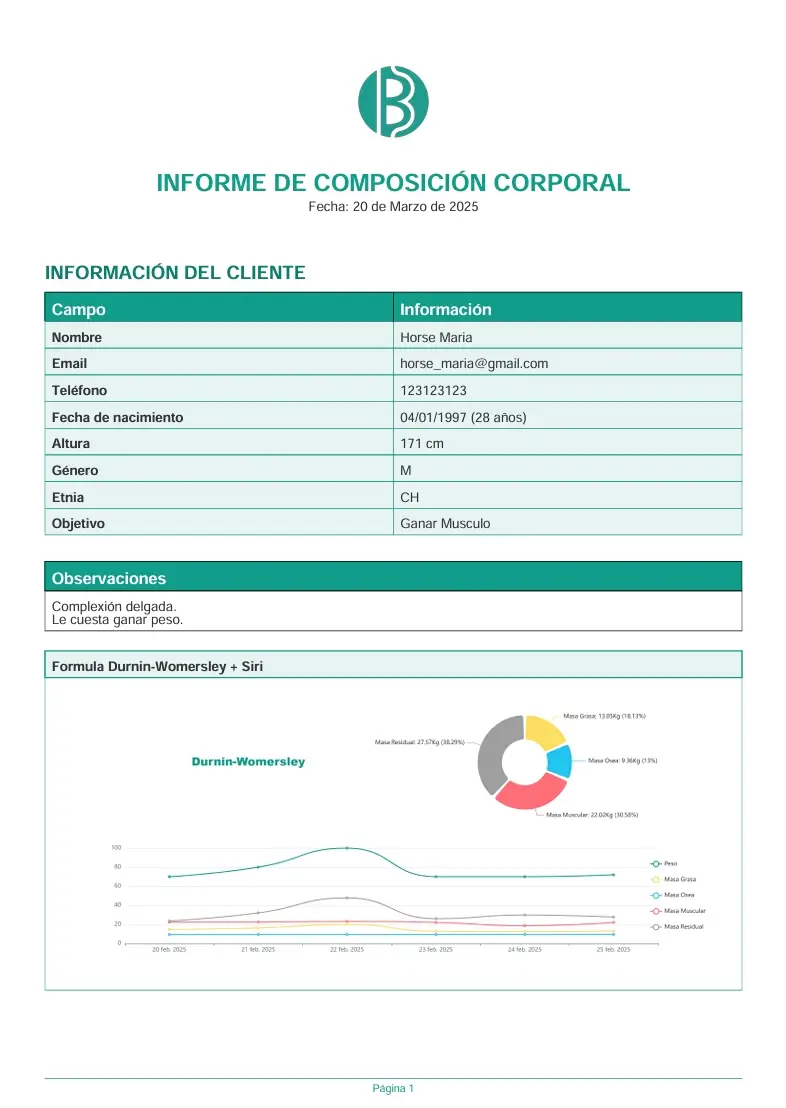 B
INFORME DE COMPOSICIÓN CORPORAL
Fecha: 20 de Marzo de 2025
INFORMACIÓN DEL CLIENTE
Campo Información
Nombre Horse Maria
Email horse_maria@gmail.com
Teléfono 123123123
Fecha de nacimiento 04/01/1997 (28 años)
Altura 171 cm
Género M
Etnia CH
Objetivo Ganar Musculo
Observaciones
Complexión delgada.
Le cuesta ganar peso.
Formula Durnin-Womersley + Siri
Durnin-Womersley
Masa Grasa: 13.05Kg (18.13%)
Masa Residual: 27.57Kg (38.29%)
Masa Osea: 9.36Kg (13%)
Masa Muscular: 22.02Kg (30.58%)
100
80
60
40
20
0
20 feb. 2025 21 feb. 2025 22 feb. 2025 23 feb. 2025 24 feb. 2025 25 feb. 2025
Peso
Masa Grasa
Masa Osea
Masa Muscular
Masa Residual
Página 1